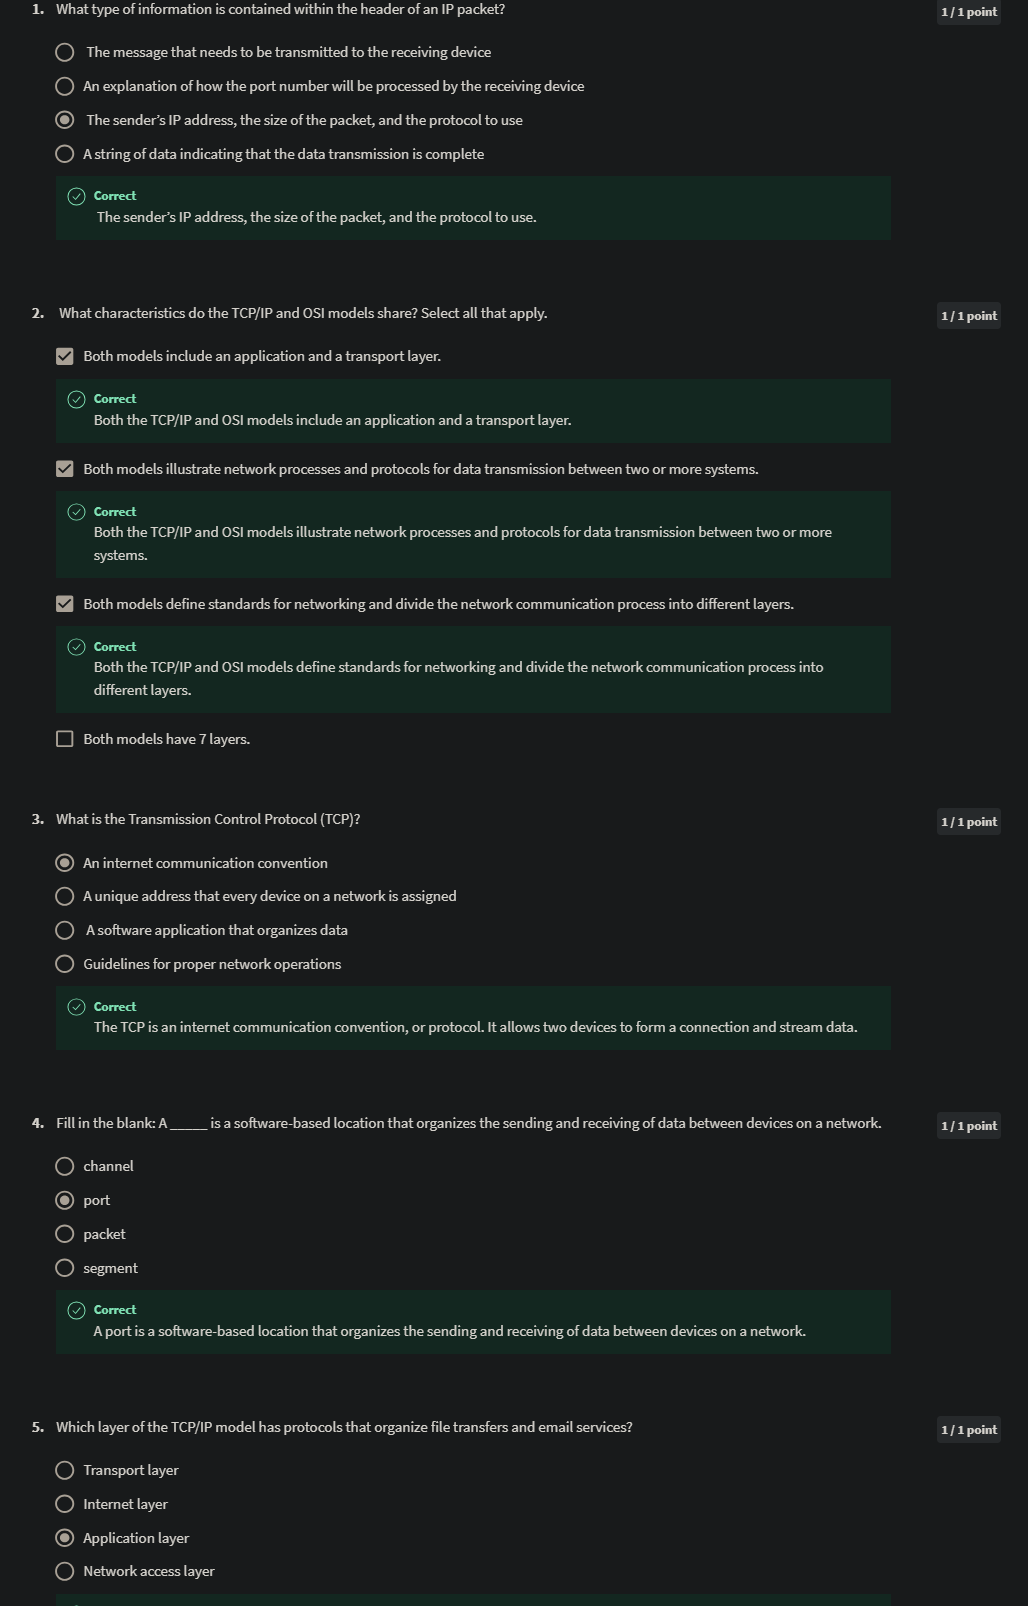 1. What type of information is contained within the header of an IP packet?
1 / 1 point
The message that needs to be transmitted to the receiving device
An explanation of how the port number will be processed by the receiving device
The sender’s IP address, the size of the packet, and the protocol to use
A string of data indicating that the data transmission is complete
Correct
The sender’s IP address, the size of the packet, and the protocol to use.
2. What characteristics do the TCP/IP and OSI models share? Select all that apply.
1 / 1 point
Both models include an application and a transport layer.
Correct
Both the TCP/IP and OSI models include an application and a transport layer.
Both models illustrate network processes and protocols for data transmission between two or more systems.
Correct
Both the TCP/IP and OSI models illustrate network processes and protocols for data transmission between two or more
systems.
Both models define standards for networking and divide the network communication process into different layers.
Correct
Both the TCP/IP and OSI models define standards for networking and divide the network communication process into
different layers.
Both models have 7 layers.
3. What is the Transmission Control Protocol (TCP)?
1 / 1 point
An internet communication convention
A unique address that every device on a network is assigned
A software application that organizes data
Guidelines for proper network operations
Correct
The TCP is an internet communication convention, or protocol. It allows two devices to form a connection and stream data.
4. Fill in the blank: A _____ is a software-based location that organizes the sending and receiving of data between devices on a network.
1 / 1 point
channel
port
packet
segment
Correct
A port is a software-based location that organizes the sending and receiving of data between devices on a network.
5. Which layer of the TCP/IP model has protocols that organize file transfers and email services?
1 / 1 point
Transport layer
Internet layer
Application layer
Network access layer